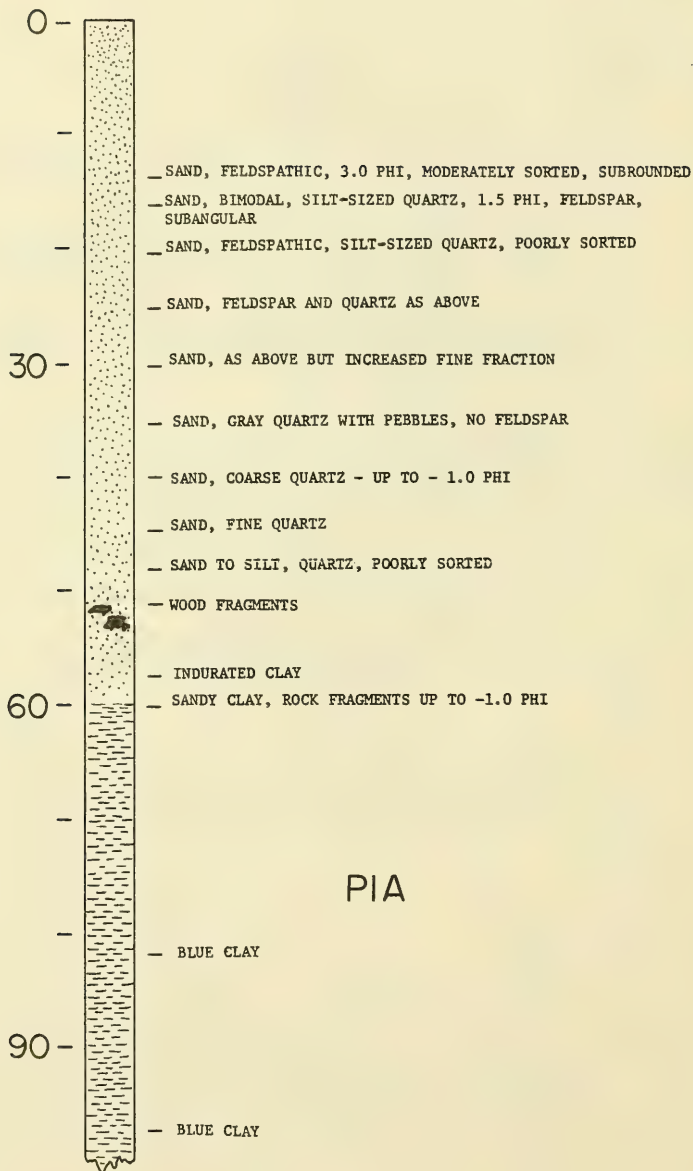 0
SAND, FELDSPATHIC, 3.0 PHI, MODERATELY SORTED, SUBROUNDED
SAND, BIMODAL, SILT-SIZED QUARTZ, 1.5 PHI, FELDSPAR,
SUBANGULAR
SAND, FELDSPATHIC, SILT-SIZED QUARTZ, POORLY SORTED
SAND, FELDSPAR AND QUARTZ AS ABOVE
30
SAND, AS ABOVE BUT INCREASED FINE FRACTION
SAND, GRAY QUARTZ WITH PEBBLES, NO FELDSPAR
SAND, COARSE QUARTZ - UP TO - 1.0 PHI
SAND, FINE QUARTZ
SAND TO SILT, QUARTZ, POORLY SORTED
WOOD FRAGMENTS
INDURATED CLAY
60
SANDY CLAY, ROCK FRAGMENTS UP TO -1.0 PHI
PIA
BLUE CLAY
90
BLUE CLAY